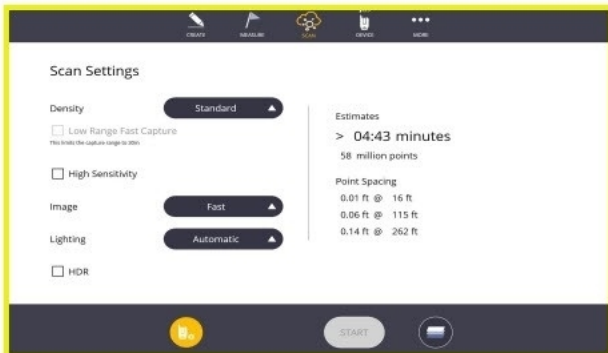 CREATE MEASURE SCAN DEVICE MORE
Scan Settings
Density Standard
Low Range Fast Capture
This limits the capture range to 30m
High Sensitivity
Image Fast
Lighting Automatic
HDR
Estimates
> 04:43 minutes
58 million points
Point Spacing
0.01 ft @ 16 ft
0.06 ft @ 115 ft
0.14 ft @ 262 ft
START